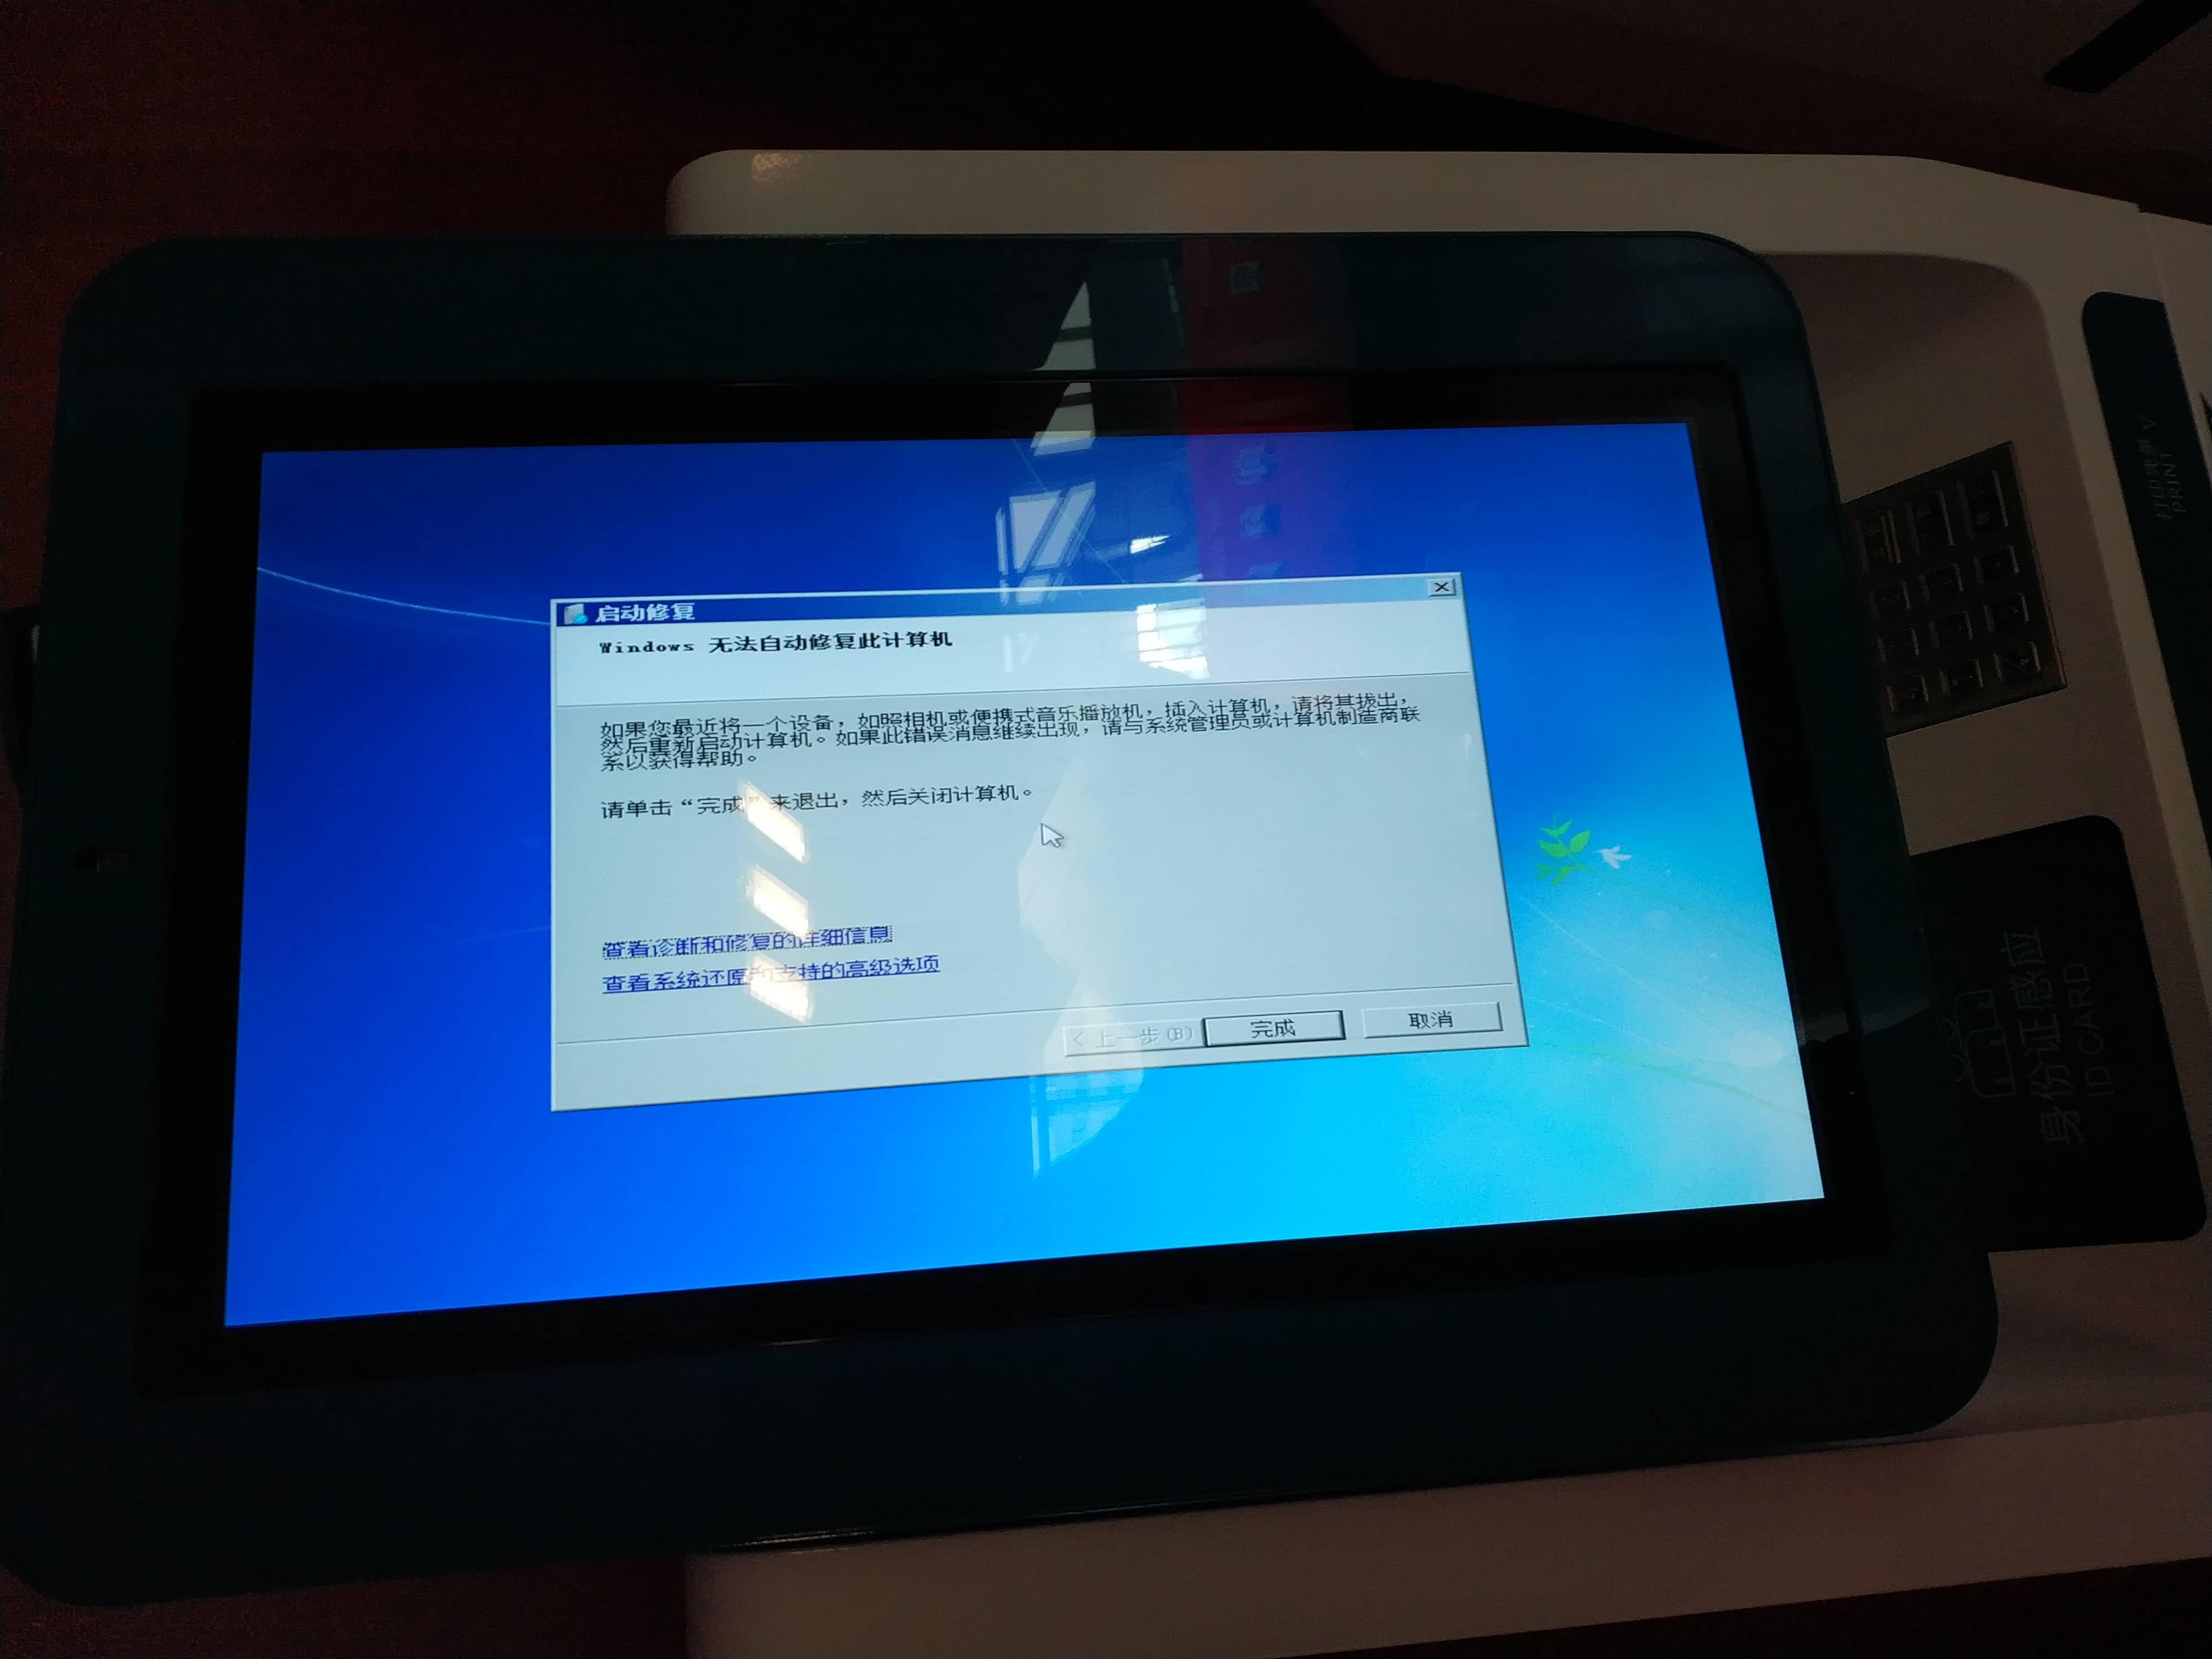 启动修复
Windows 无法自动修复此计算机
如果您最近将一个设备，如照相机或便携式音乐播放机，插入计算机，请将其拔出，
然后重新启动计算机。如果此错误消息继续出现，请与系统管理员或计算机制造商联
系以获得帮助。
请单击“完成”来退出，然后关闭计算机。
查看诊断和修复的详细信息
查看系统还原和支持的高级选项
< 上一步(B)
完成
取消
身份证感应
ID CARD
打印凭条
PRINT